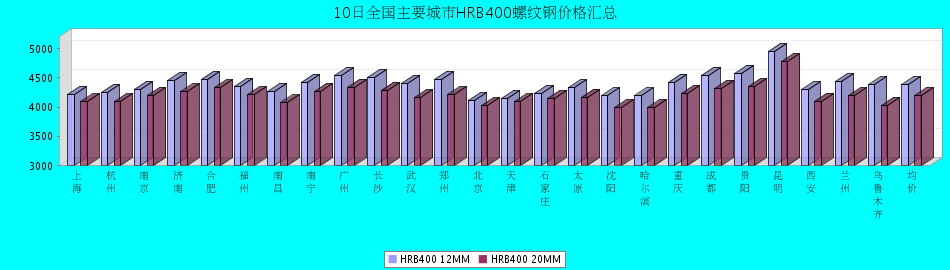 10日全国主要城市HRB400螺纹钢价格汇总
5000
4500
4000
3500
3000
上海
杭州
南京
济南
合肥
福州
南昌
南宁
广州
长沙
武汉
郑州
北京
天津
石家庄
太原
沈阳
哈尔滨
重庆
成都
贵阳
昆明
西安
兰州
乌鲁木齐
均价
HRB400 12MM
HRB400 20MM